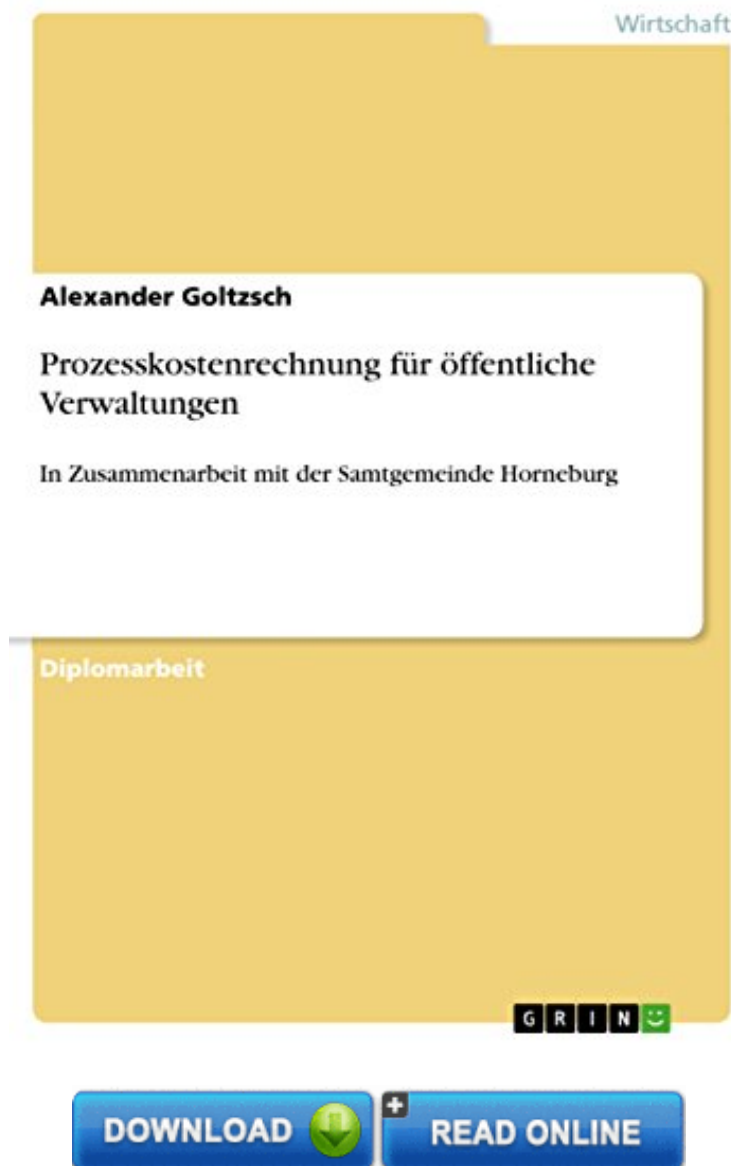 Wirtschaft
Alexander Goltzsch
Prozesskostenrechnung für öffentliche
Verwaltungen
In Zusammenarbeit mit der Samtgemeinde Horneburg
Diplomarbeit
GRIN
DOWNLOAD
READ ONLINE